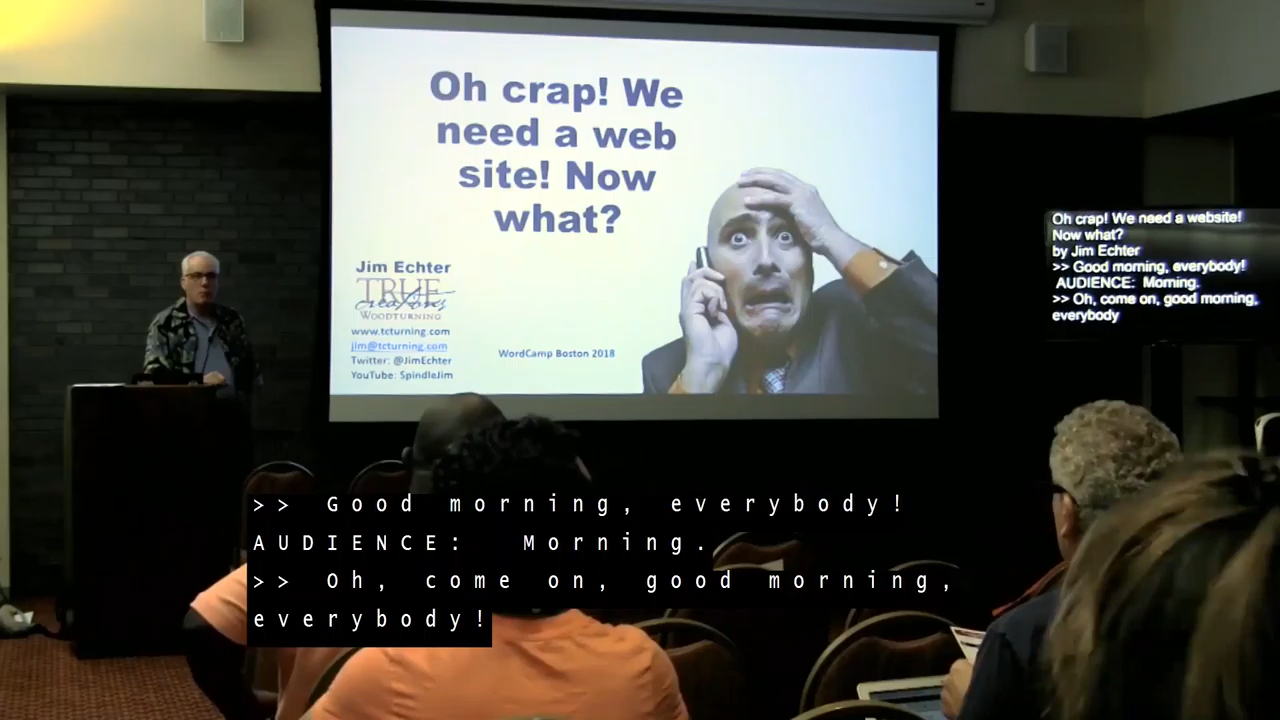 Oh crap! We
need a web
site! Now
what?
Jim Echter
TRUE
Creations
WOODTURNING
www.tcturning.com
jim@tcturning.com
Twitter: @JimEchter
YouTube: SpindleJim
WordCamp Boston 2018
Oh crap! We need a website!
Now what?
by Jim Echter
>> Good morning, everybody!
AUDIENCE: Morning.
>> Oh, come on, good morning,
everybody
>> Good morning, everybody!
AUDIENCE: Morning.
>> Oh, come on, good morning,
everybody!